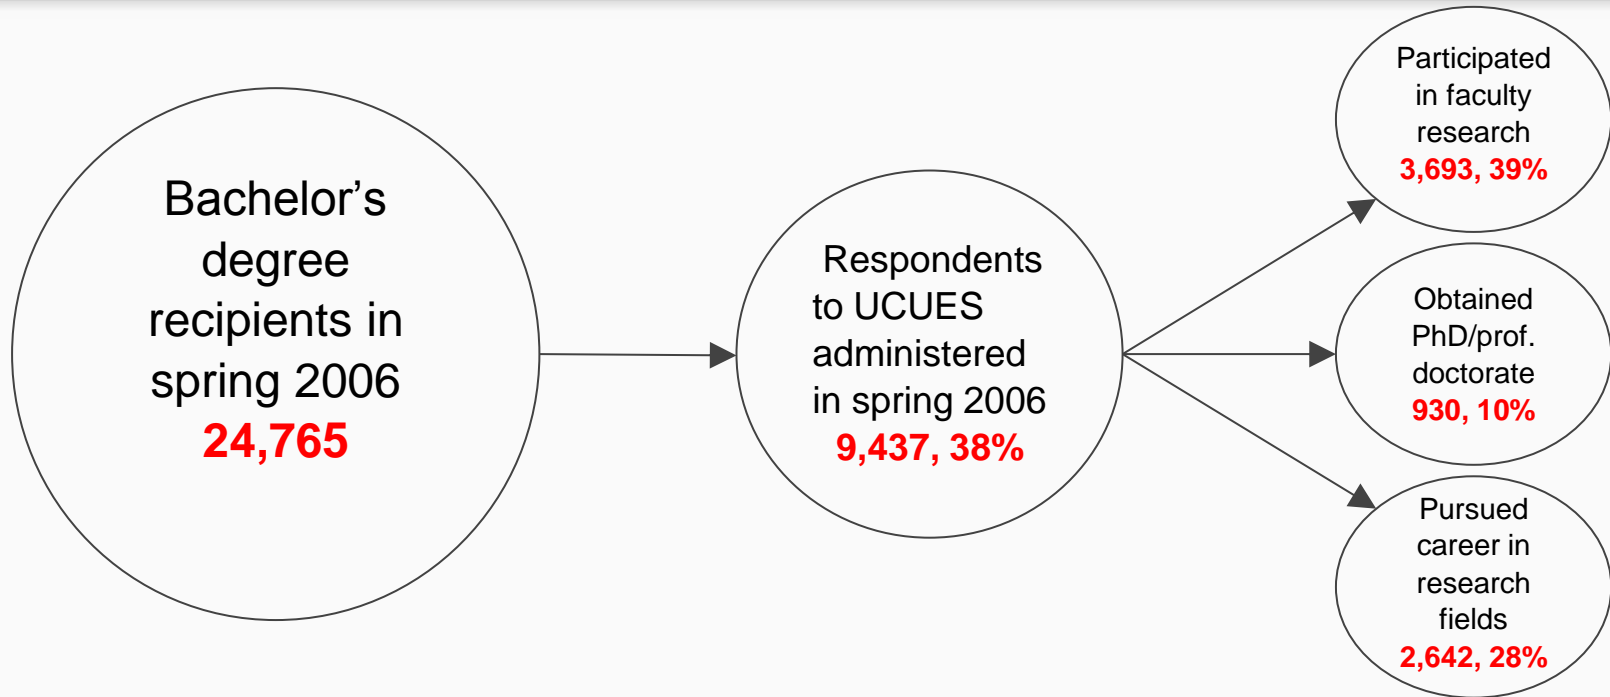 Bachelor’s
degree
recipients in
spring 2006
24,765
Respondents
to UCUES
administered
in spring 2006
9,437, 38%
Participated
in faculty
research
3,693, 39%
Obtained
PhD/prof.
doctorate
930, 10%
Pursued
career in
research
fields
2,642, 28%